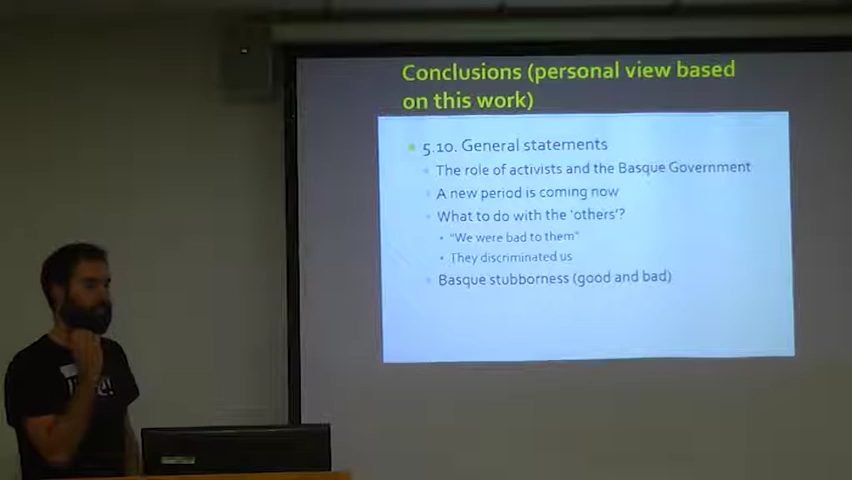 Conclusions (personal view based
on this work)
5.10. General statements
The role of activists and the Basque Government
A new period is coming now
What to do with the 'others'?
"We were bad to them"
They discriminated us
Basque stubborness (good and bad)